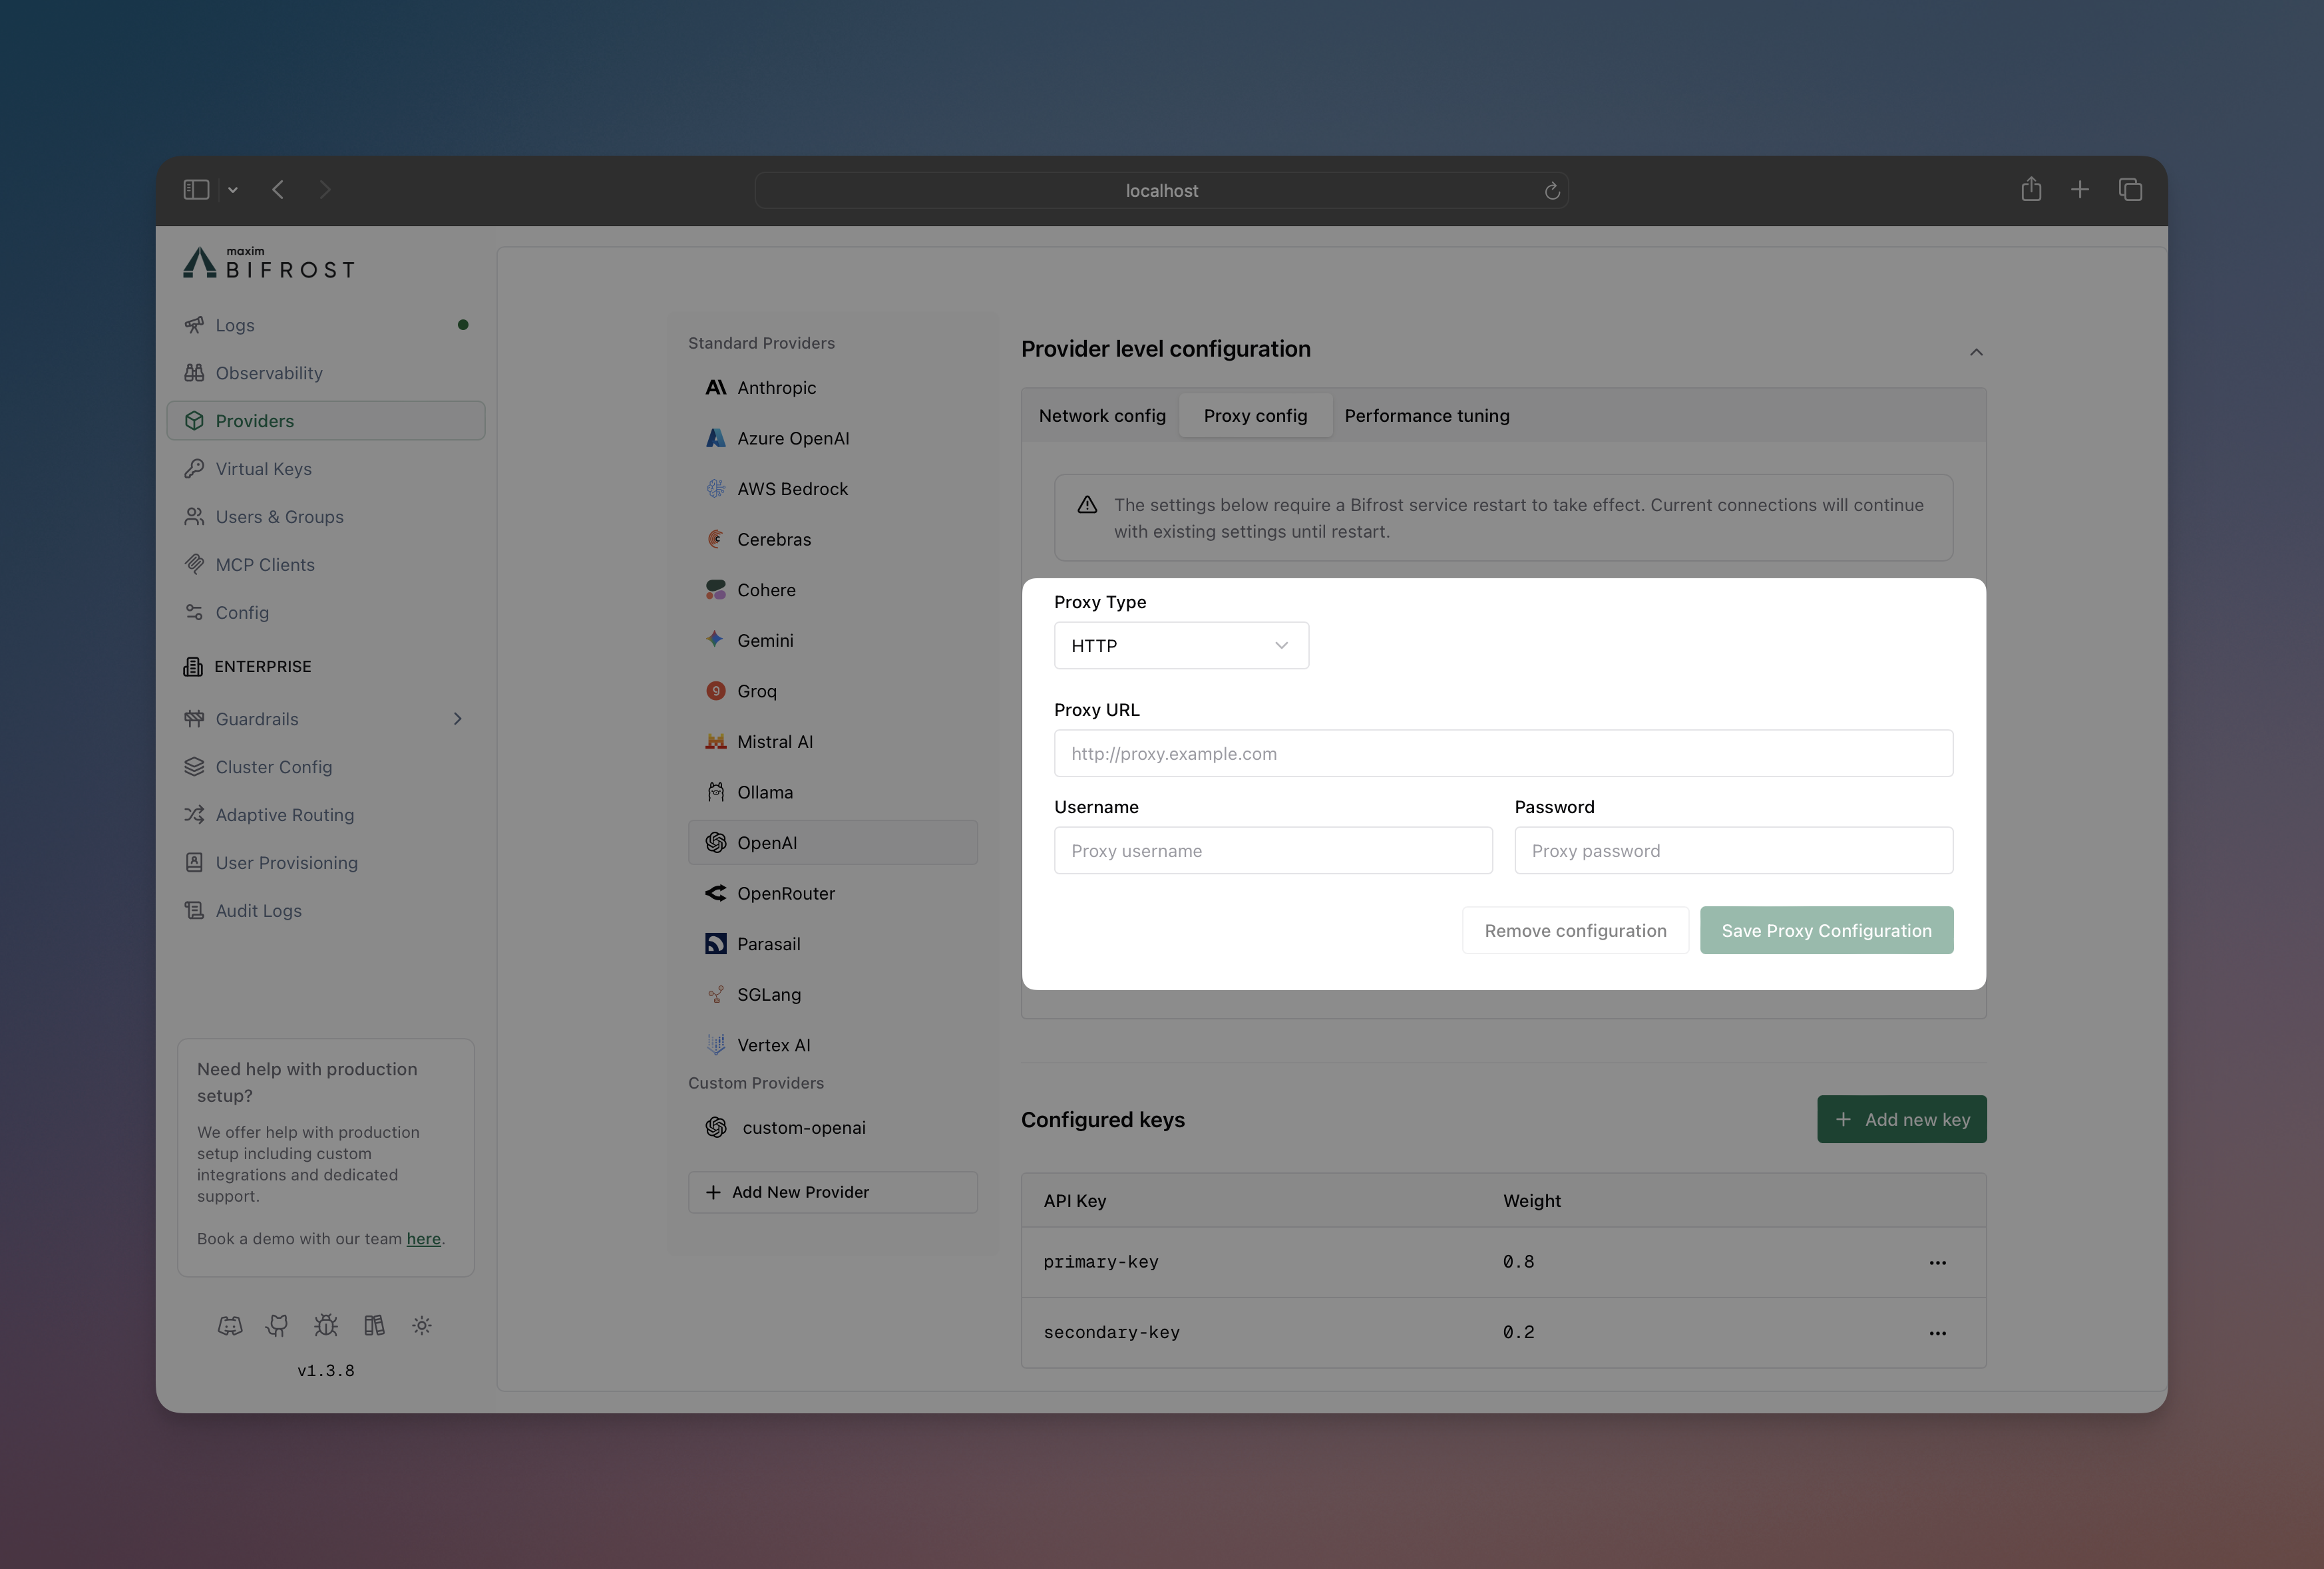 localhost
maxim
BIFROST
Logs
Observability
Providers
Virtual Keys
Users & Groups
MCP Clients
Config
ENTERPRISE
Guardrails
Cluster Config
Adaptive Routing
User Provisioning
Audit Logs
Need help with production
setup?
We offer help with production
setup including custom
integrations and dedicated
support.
Book a demo with our team here.
v1.3.8
Standard Providers
Anthropic
Azure OpenAI
AWS Bedrock
Cerebras
Cohere
Gemini
Groq
Mistral AI
Ollama
OpenAI
OpenRouter
Parasail
SGLang
Vertex AI
Custom Providers
custom-openai
Add New Provider
Provider level configuration
Network config
Proxy config
Performance tuning
The settings below require a Bifrost service restart to take effect. Current connections will continue
with existing settings until restart.
Proxy Type
HTTP
Proxy URL
http://proxy.example.com
Username
Password
Proxy username
Proxy password
Remove configuration
Save Proxy Configuration
Configured keys
Add new key
API Key
Weight
primary-key
0.8
secondary-key
0.2